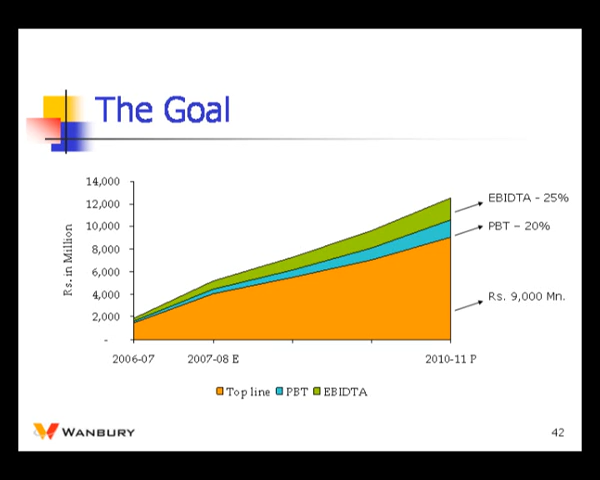 The Goal
14,000
12,000
10,000
8,000
6,000
4,000
2,000
-
Rs. in Million
2006-07
2007-08 E
2010-11 P
EBIDTA - 25%
PBT – 20%
Rs. 9,000 Mn.
Top line PBT EBIDTA
WANBURY
42